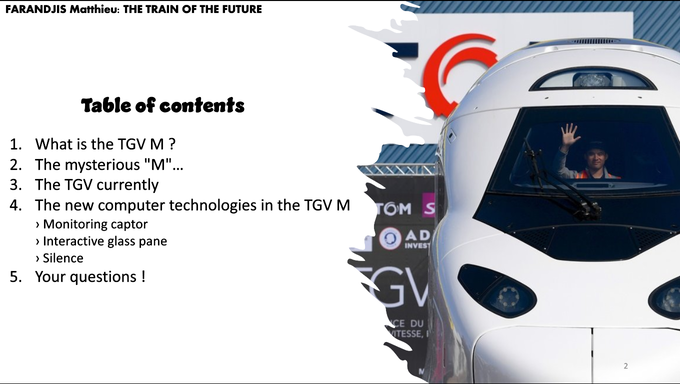 FARANDJIS Matthieu: THE TRAIN OF THE FUTURE
Table of contents
1. What is the TGV M ?
2. The mysterious "M"...
3. The TGV currently
4. The new computer technologies in the TGV M
› Monitoring captor
› Interactive glass pane
› Silence
5. Your questions !
TOM S
AD
INVEST
TGV
CE DU
VITESSE,
2